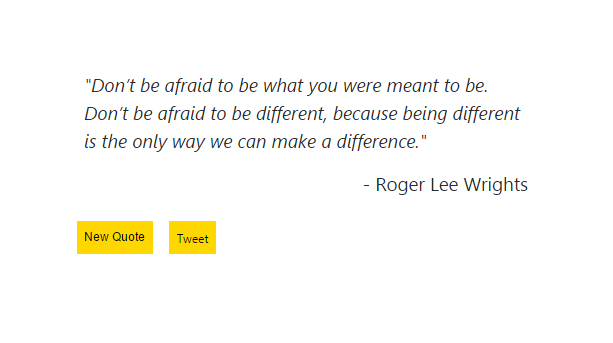 "Don’t be afraid to be what you were meant to be.
Don’t be afraid to be different, because being different
is the only way we can make a difference."
- Roger Lee Wrights
New Quote
Tweet